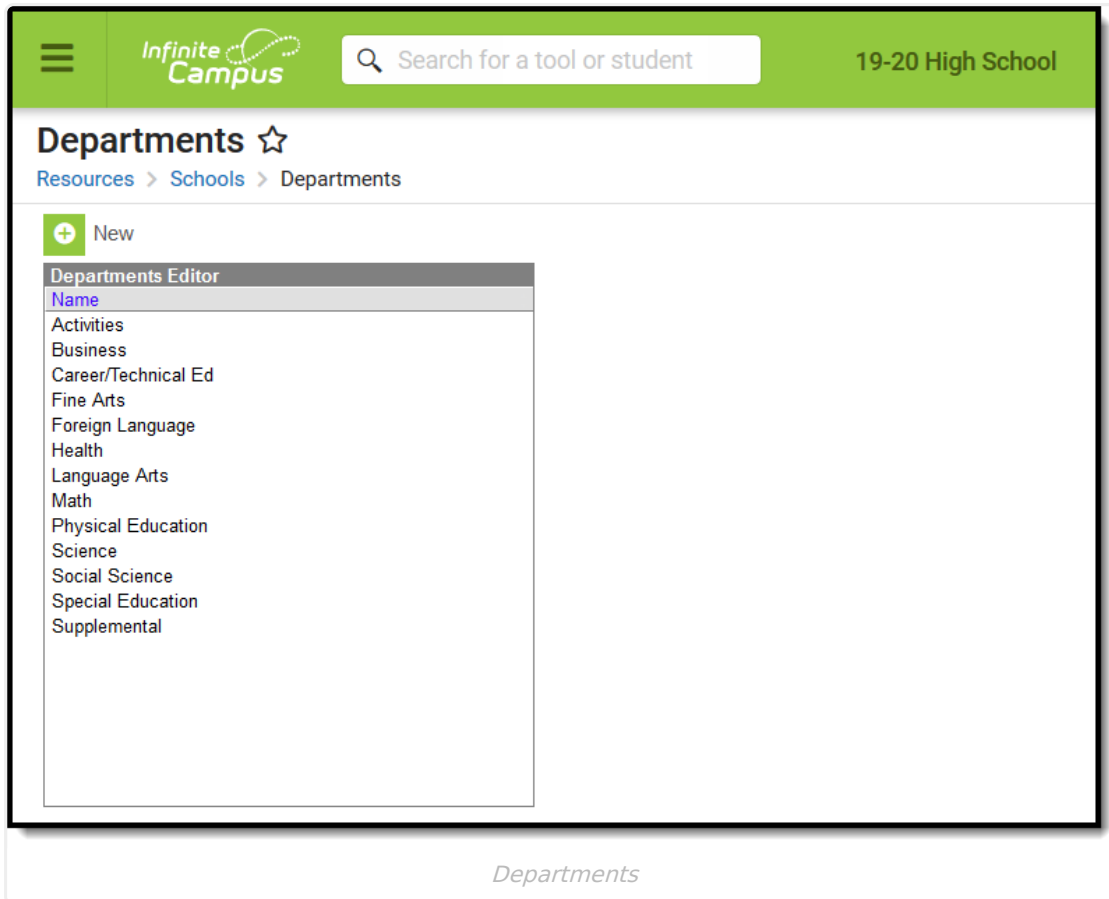 Infinite Campus
Search for a tool or student
19-20 High School
Departments
Resources > Schools > Departments
New
Departments Editor
Name
Activities
Business
Career/Technical Ed
Fine Arts
Foreign Language
Health
Language Arts
Math
Physical Education
Science
Social Science
Special Education
Supplemental
Departments